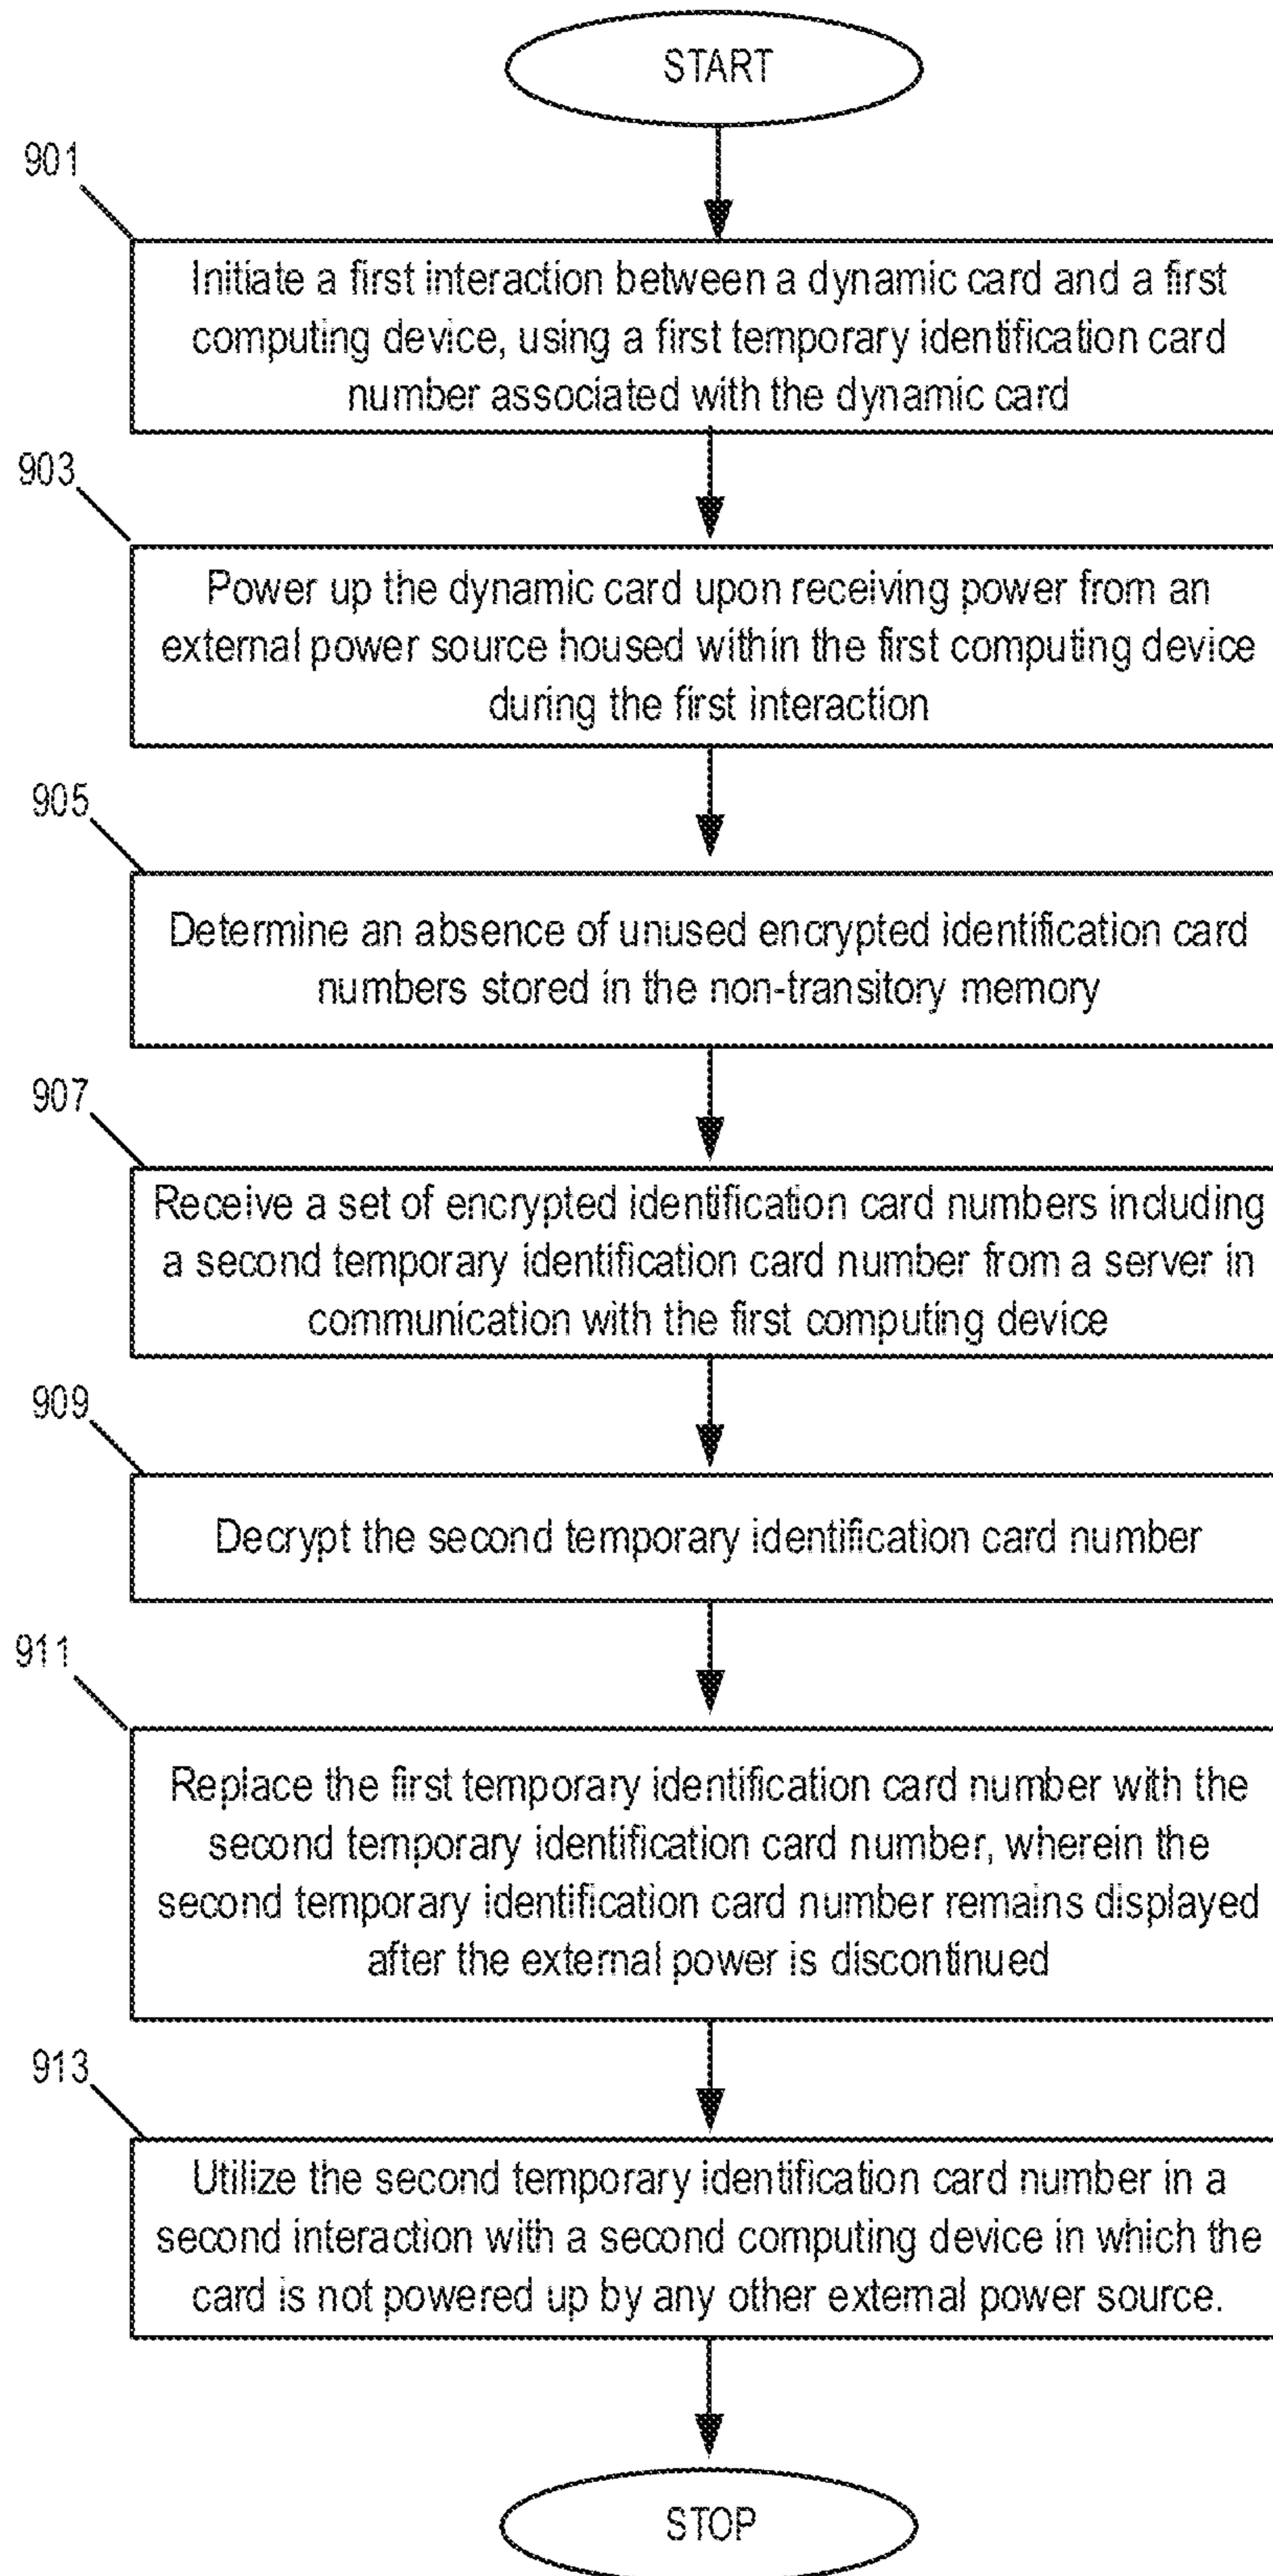 START
901
Initiate a first interaction between a dynamic card and a first
computing device, using a first temporary identification card
number associated with the dynamic card
903
Power up the dynamic card upon receiving power from an
external power source housed within the first computing device
during the first interaction
905
Determine an absence of unused encrypted identification card
numbers stored in the non-transitory memory
907
Receive a set of encrypted identification card numbers including
a second temporary identification card number from a server in
communication with the first computing device
909
Decrypt the second temporary identification card number
911
Replace the first temporary identification card number with the
second temporary identification card number, wherein the
second temporary identification card number remains displayed
after the external power is discontinued
913
Utilize the second temporary identification card number in a
second interaction with a second computing device in which the
card is not powered up by any other external power source.
STOP